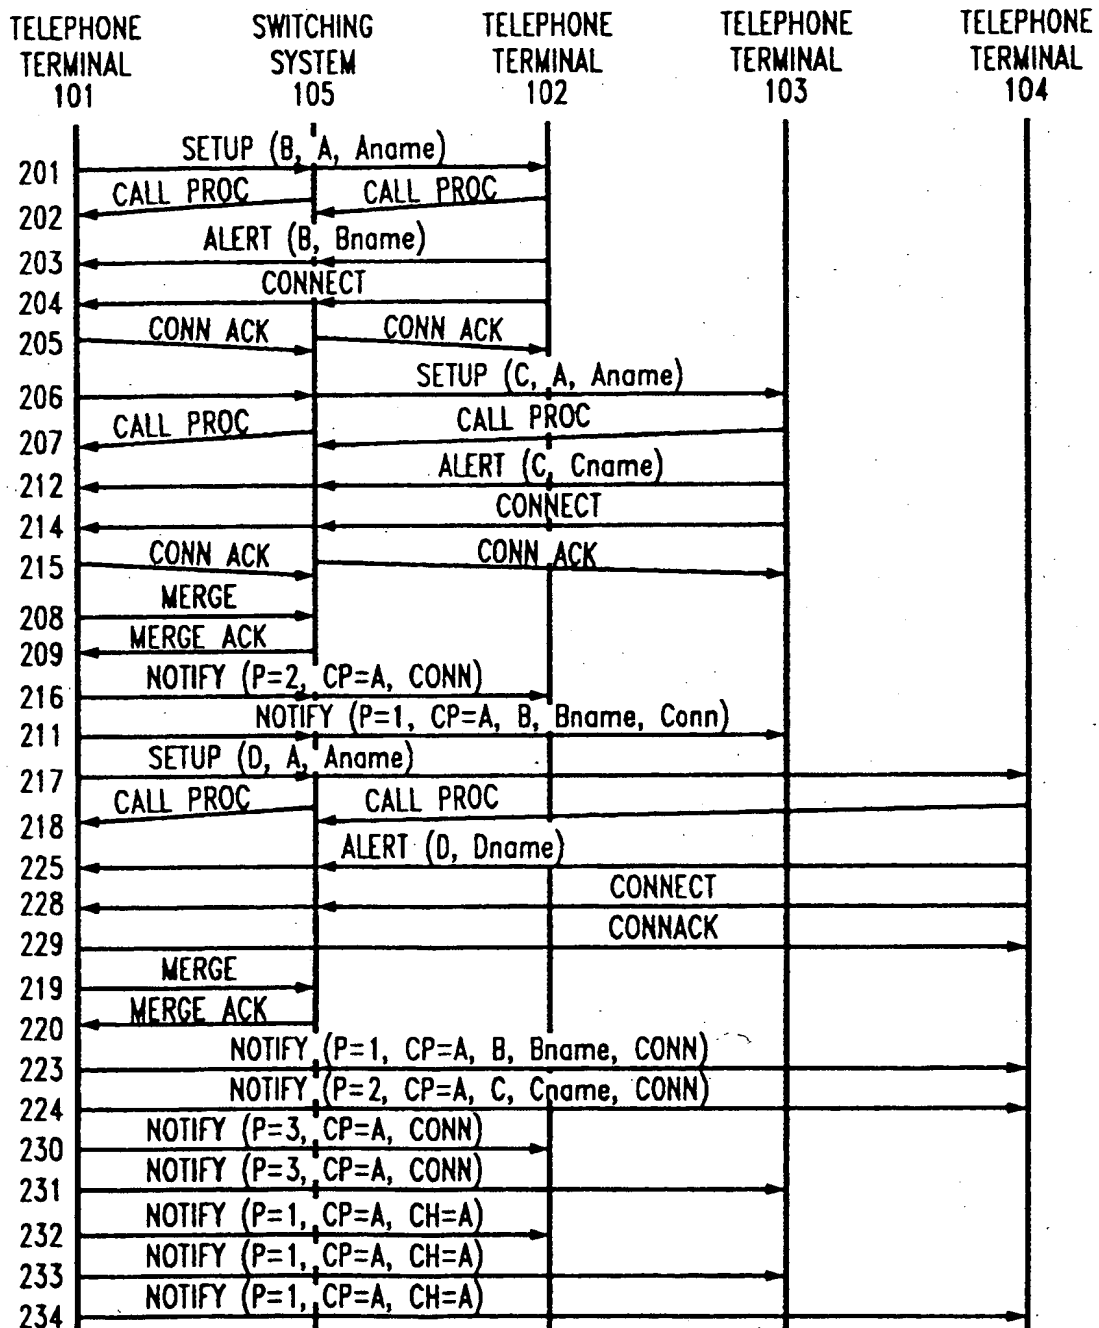 TELEPHONE TERMINAL 101
SWITCHING SYSTEM 105
TELEPHONE TERMINAL 102
TELEPHONE TERMINAL 103
TELEPHONE TERMINAL 104
SETUP (B, A, Aname)
201
CALL PROC CALL PROC
202
ALERT (B, Bname)
203
CONNECT
204
CONN ACK CONN ACK
205
SETUP (C, A, Aname)
206
CALL PROC CALL PROC
207
ALERT (C, Cname)
212
CONNECT
214
CONN ACK CONN ACK
215
MERGE
208
MERGE ACK
209
NOTIFY (P=2, CP=A, CONN)
216
NOTIFY (P=1, CP=A, B, Bname, Conn)
211
SETUP (D, A, Aname)
217
CALL PROC CALL PROC
218
ALERT (D, Dname)
225
CONNECT
228
CONNACK
229
MERGE
219
MERGE ACK
220
NOTIFY (P=1, CP=A, B, Bname, CONN)
223
NOTIFY (P=2, CP=A, C, Cname, CONN)
224
NOTIFY (P=3, CP=A, CONN)
230
NOTIFY (P=3, CP=A, CONN)
231
NOTIFY (P=1, CP=A, CH=A)
232
NOTIFY (P=1, CP=A, CH=A)
233
NOTIFY (P=1, CP=A, CH=A)
234